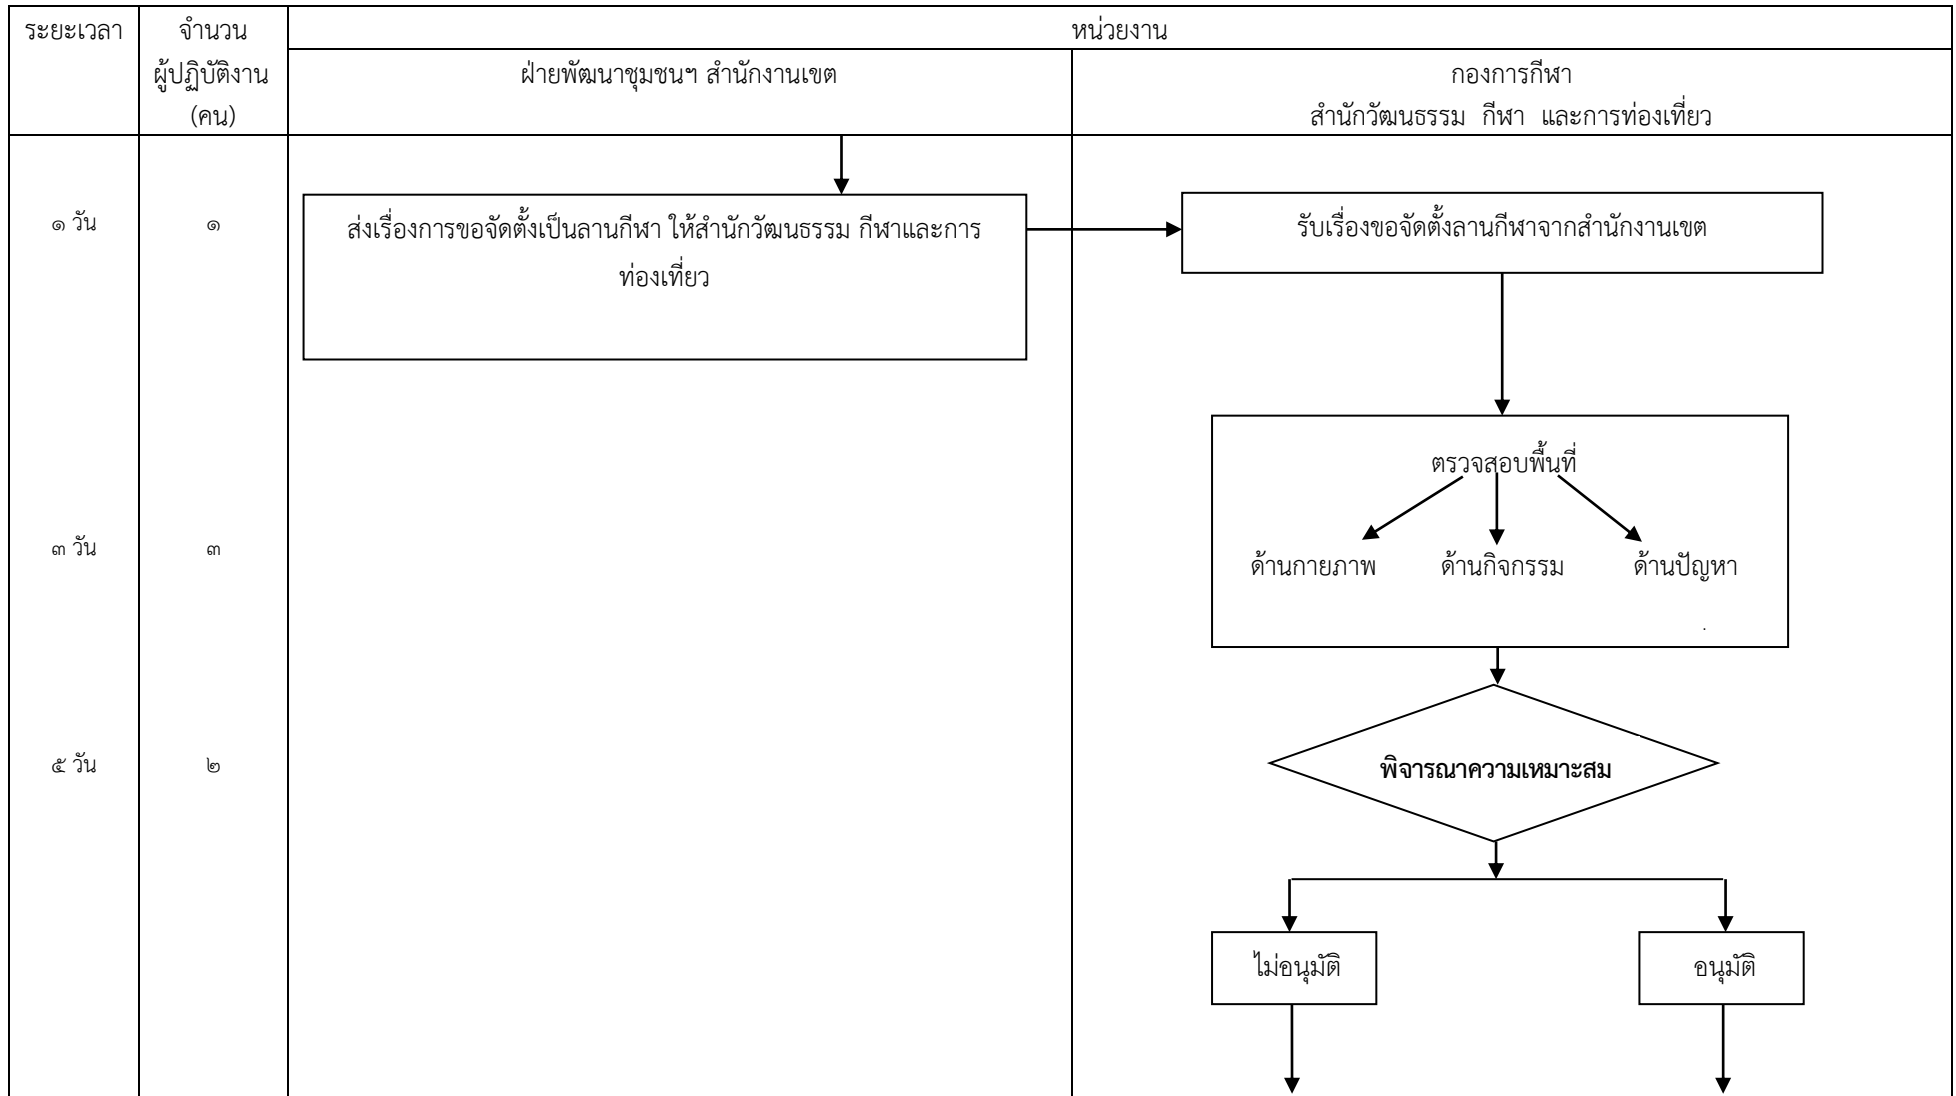 ระยะเวลา
จำนวน
ผู้ปฏิบัติงาน
(คน)
หน่วยงาน
ฝ่ายพัฒนาชุมชนฯ สำนักงานเขต
กองการกีฬา
สำนักวัฒนธรรม กีฬา และการท่องเที่ยว
๑ วัน
๑
ส่งเรื่องการขอจัดตั้งเป็นลานกีฬา ให้สำนักวัฒนธรรม กีฬาและการ
ท่องเที่ยว
รับเรื่องขอจัดตั้งลานกีฬาจากสำนักงานเขต
ตรวจสอบพื้นที่
๓ วัน
๓
ด้านกายภาพ
ด้านกิจกรรม
ด้านปัญหา
.
๕ วัน
๒
พิจารณาความเหมาะสม
ไม่อนุมัติ
อนุมัติ